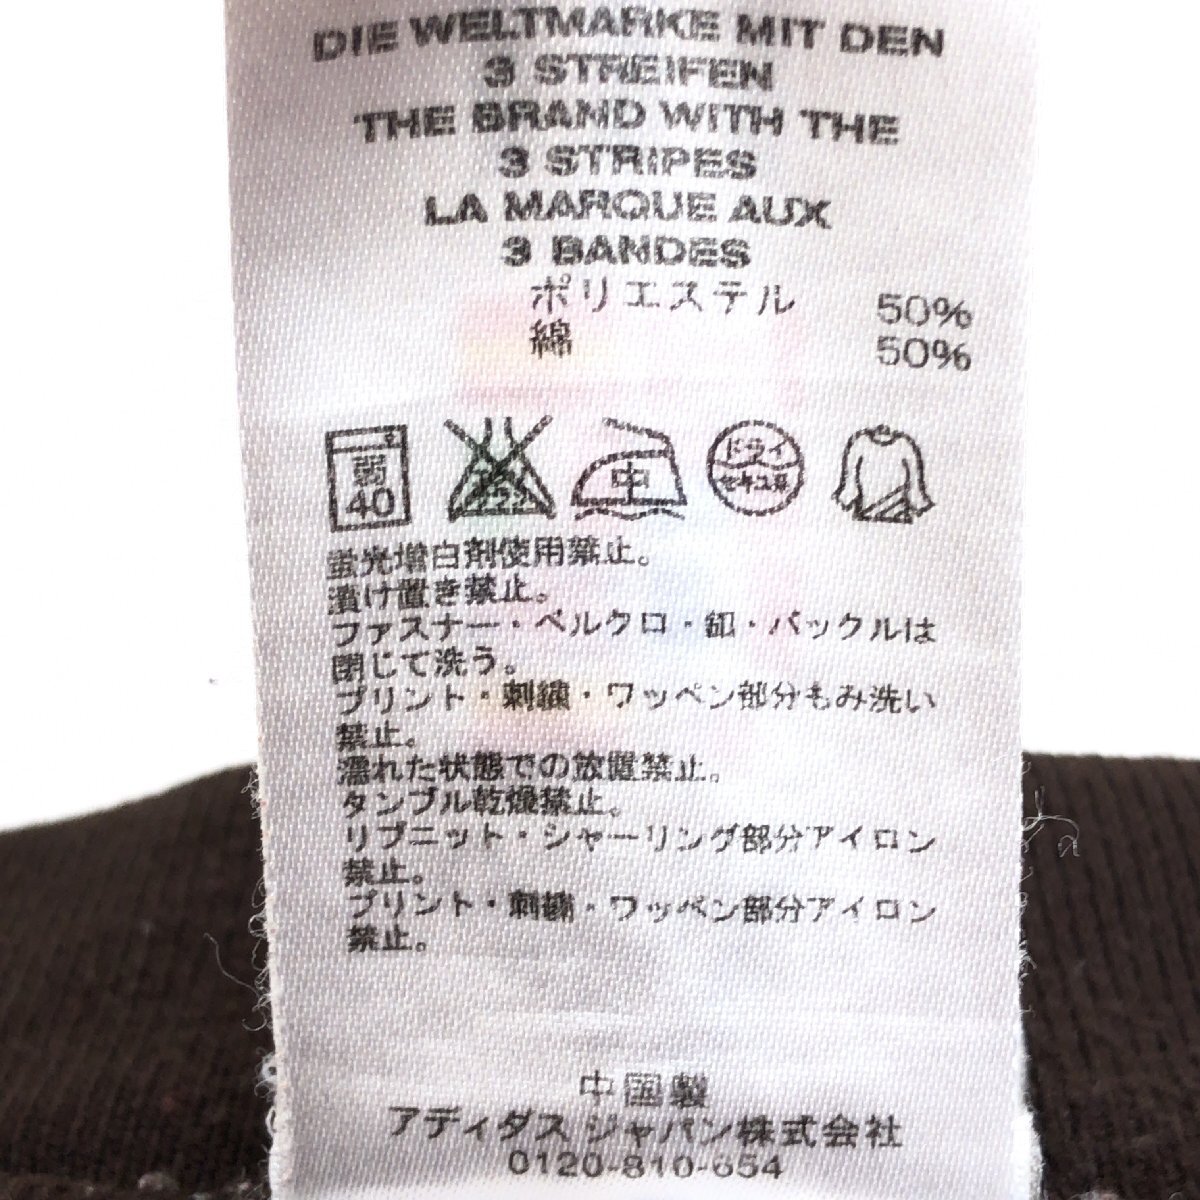 DIE WELTMARKE MIT DEN
3 STREIFEN
THE BRAND WITH THE
3 STRIPES
LA MARQUE AUX
3 BANDES
ポリエステル 50%
綿 50%
弱
40
中
ドライ
セキユ系
蛍光増白剤使用禁止。
漬け置き禁止。
ファスナー・ベルクロ・釦・バックルは
閉じて洗う。
プリント・刺繍・ワッペン部分もみ洗い
禁止。
濡れた状態での放置禁止。
タンブル乾燥禁止。
リブニット・シャーリング部分アイロン
禁止。
プリント・刺繍・ワッペン部分アイロン
禁止。
中国製
アディダス ジャパン株式会社
0120-810-654